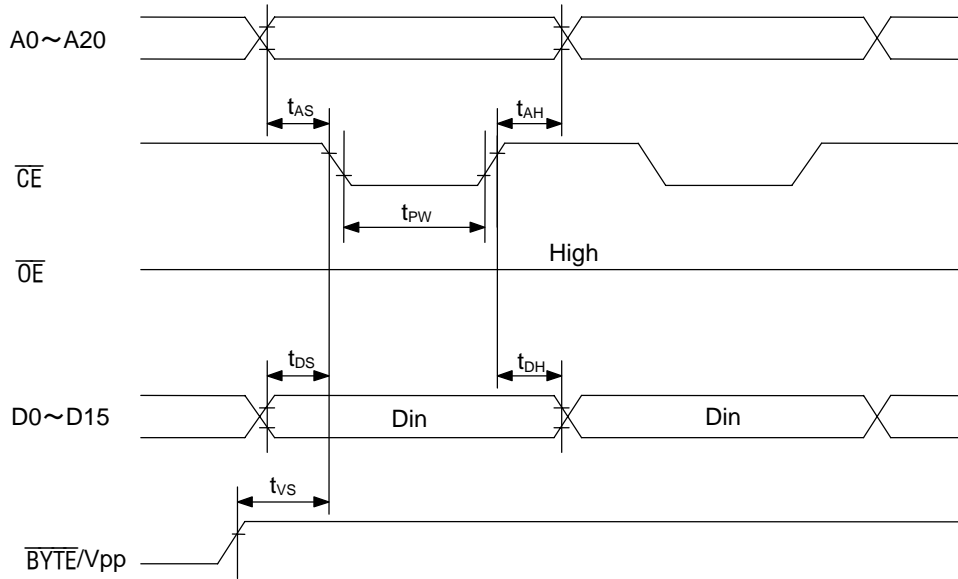 A0～A20
tAS
tAH
CE
tPW
High
OE
tDS
tDH
D0～D15
Din
Din
tVS
BYTE/Vpp